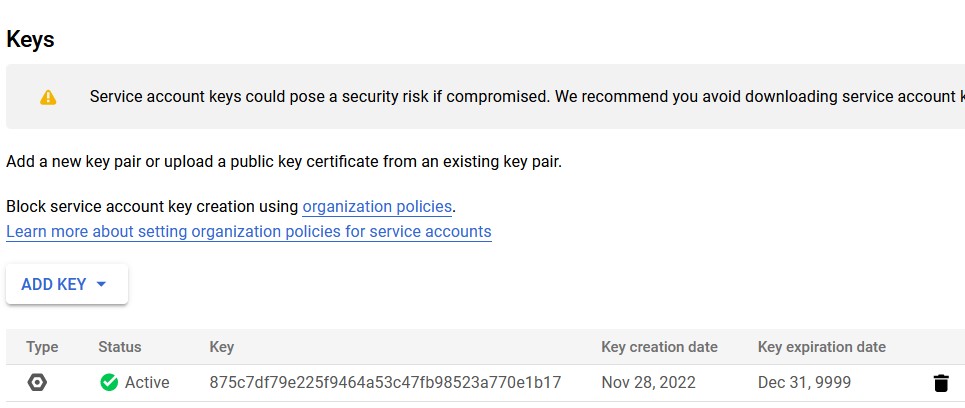 Keys
Service account keys could pose a security risk if compromised. We recommend you avoid downloading service account k
Add a new key pair or upload a public key certificate from an existing key pair.
Block service account key creation using organization policies.
Learn more about setting organization policies for service accounts
ADD KEY
Type Status Key Key creation date Key expiration date
Active 875c7df79e225f9464a53c47fb98523a770e1b17 Nov 28, 2022 Dec 31, 9999